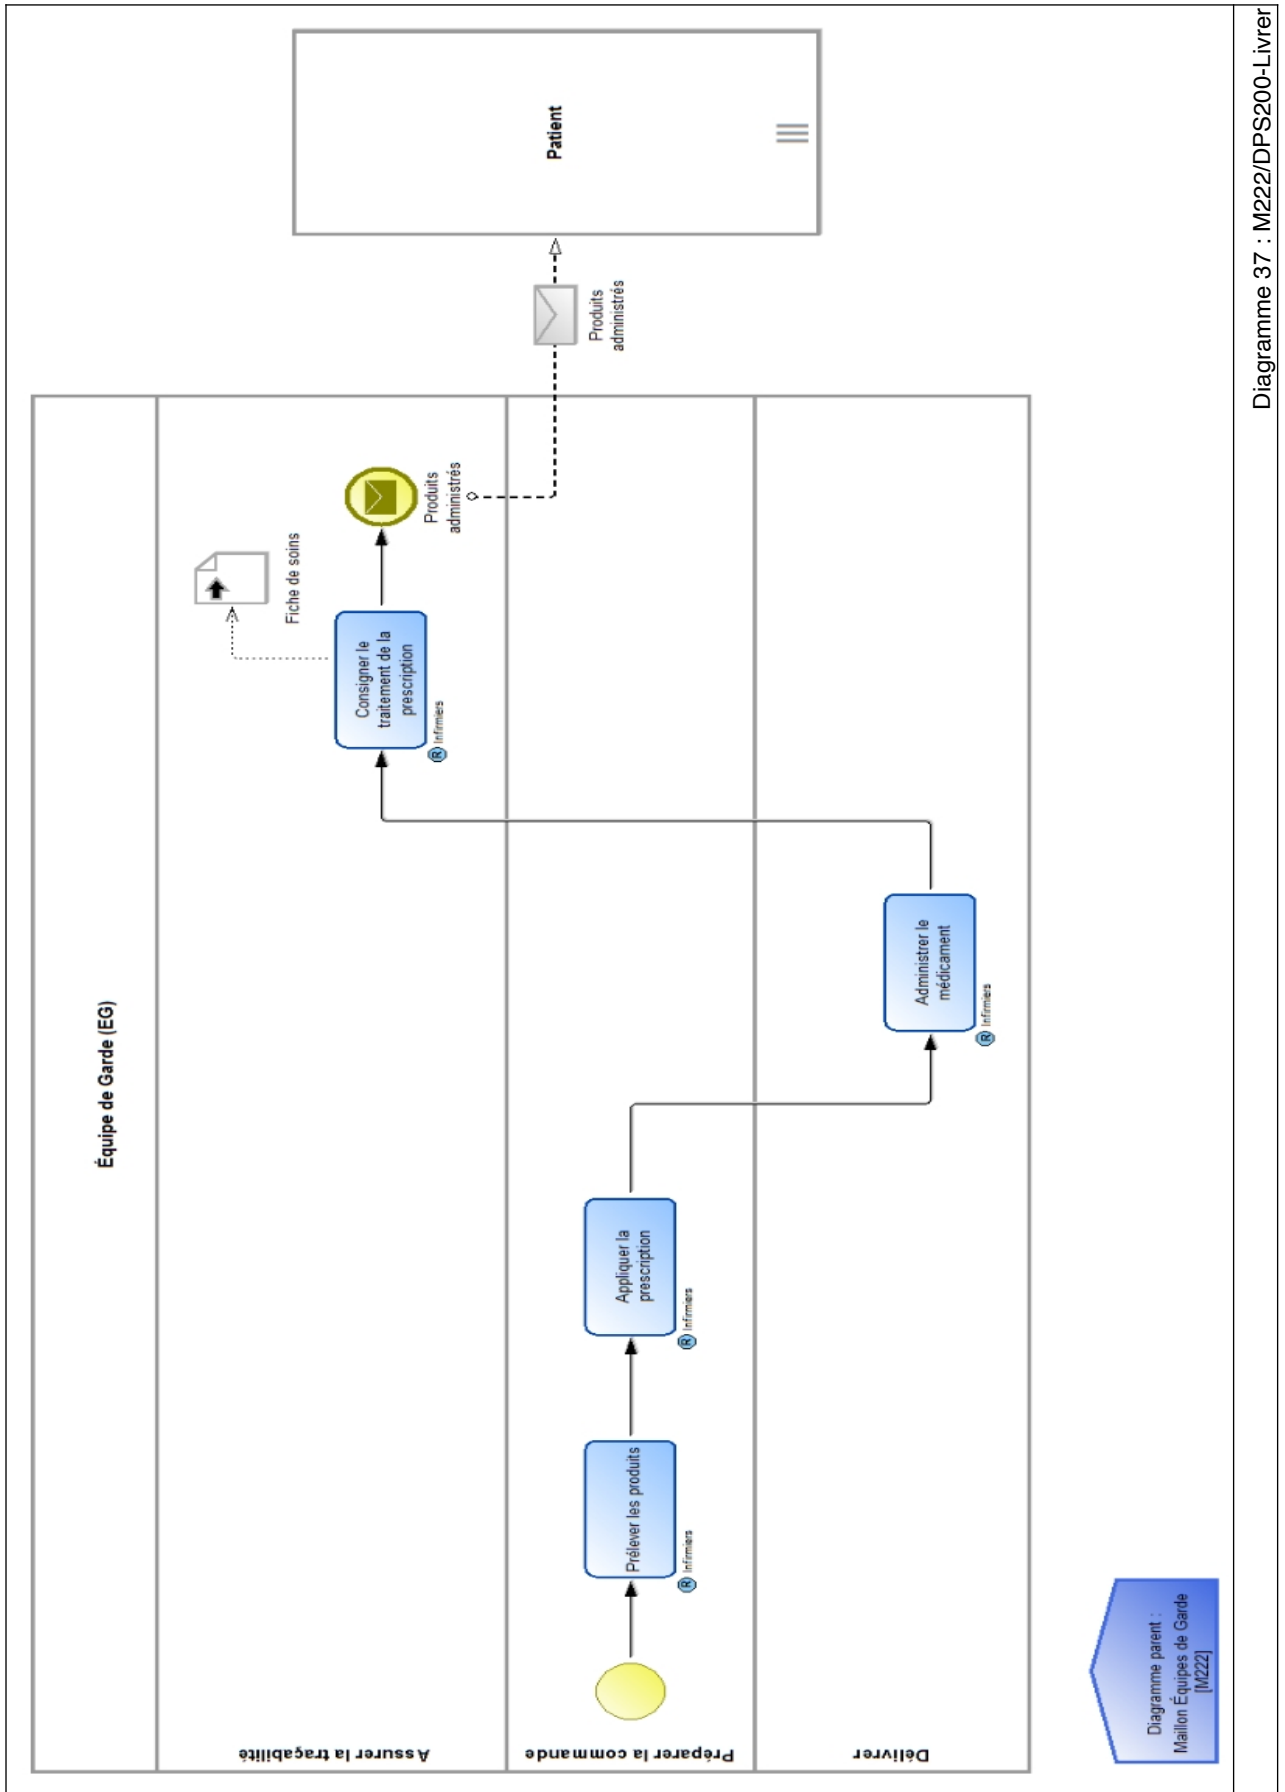 Équipe de Garde (EG)
Assurer la traçabilité
Préparer la commande
Délivrer
Prélever les produits
Infirmiers
R
Appliquer la
prescription
Infirmiers
R
Administrer le
médicament
Infirmiers
R
Consigner le
traitement de la
prescription
Infirmiers
R
Fiche de soins
Produits
administrés
Produits
administrés
Patient
Diagramme parent :
Maillon Équipes de Garde
[M222]
Diagramme 37 : M222/DPS200-Livrer